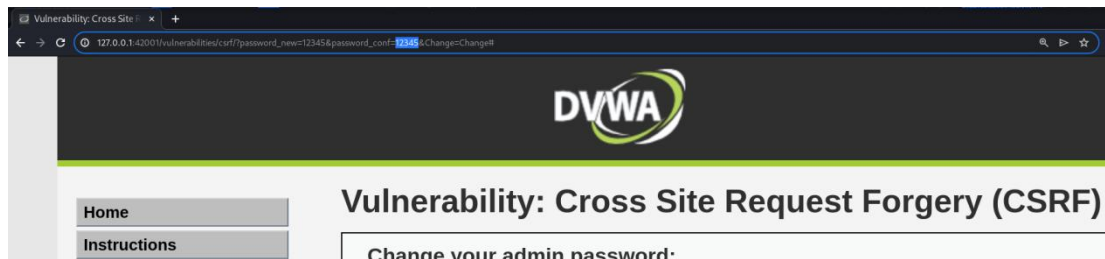 Vulnerability: Cross Site R
127.0.0.1:42001/vulnerabilities/csrf/?password_new=12345&password_conf=12345&Change=Change#
DVWA
Home
Vulnerability: Cross Site Request Forgery (CSRF)
Instructions
Change your admin password: